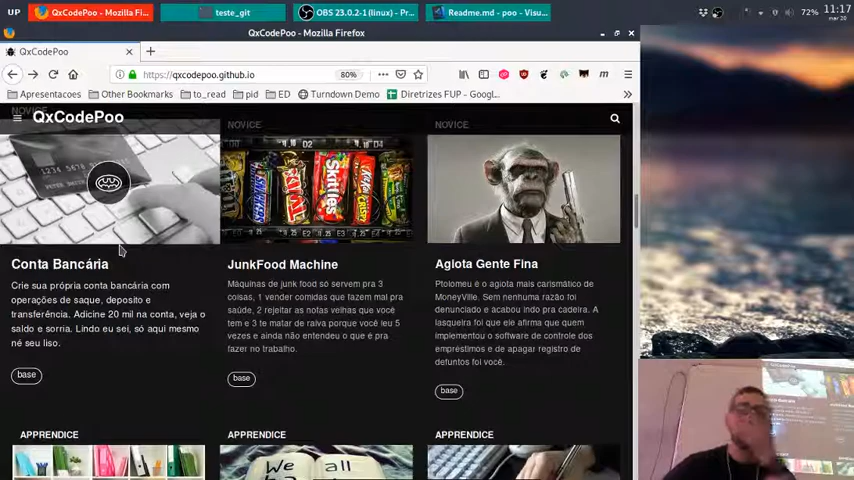 UP
QxCodePoo - Mozilla Fi...
teste_git
OBS 23.0.2-1 (linux) - Pr...
Readme.md - poo - Visu...
72%
11:17
mar 20
QxCodePoo - Mozilla Firefox
QxCodePoo
https://qxcodepoo.github.io
80%
Apresentacoes
Other Bookmarks
to_read
pid
ED
Turndown Demo
Diretrizes FUP - Googl...
NOVICE
QxCodePoo
NOVICE
NOVICE
Conta Bancária
Crie sua própria conta bancária com
operações de saque, deposito e
transferência. Adicine 20 mil na conta, veja o
saldo e sorria. Lindo eu sei, só aqui mesmo
né seu liso.
base
JunkFood Machine
Máquinas de junk food só servem pra 3
coisas, 1 vender comidas que fazem mal pra
saúde, 2 rejeitar as notas velhas que você
tem e 3 te matar de raiva porque você leu 5
vezes e ainda não entendeu o que é pra
fazer no trabalho.
base
Agiota Gente Fina
Ptolomeu é o agiota mais carismático de
MoneyVille. Sem nenhuma razão foi
denunciado e acabou indo pra cadeira. A
lasqueira foi que ele afirma que quem
implementou o software de controle dos
empréstimos e de apagar registro de
defuntos foi você.
base
APPRENDICE
APPRENDICE
APPRENDICE
We
all
Skittles